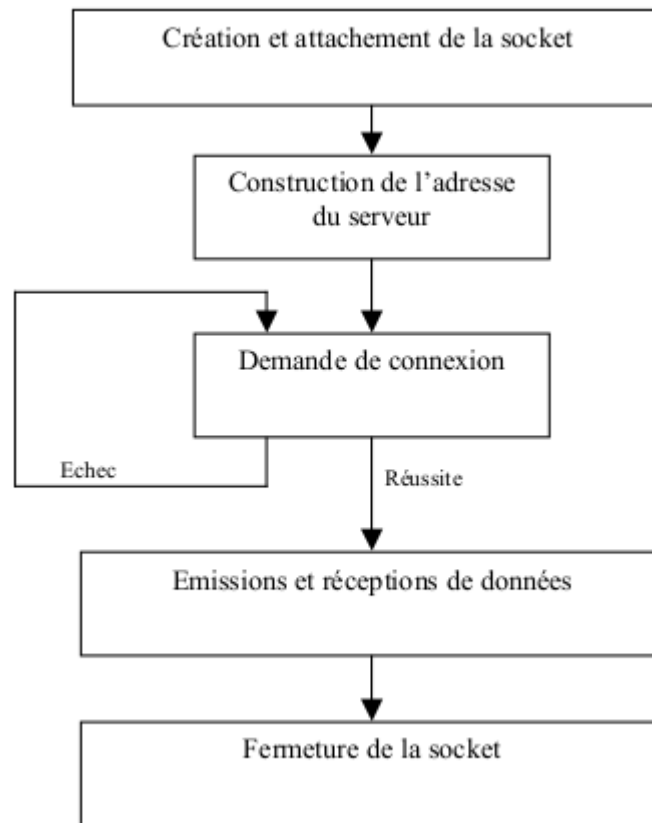 Création et attachement de la socket
Construction de l’adresse
du serveur
Demande de connexion
Echec
Réussite
Emissions et réceptions de données
Fermeture de la socket